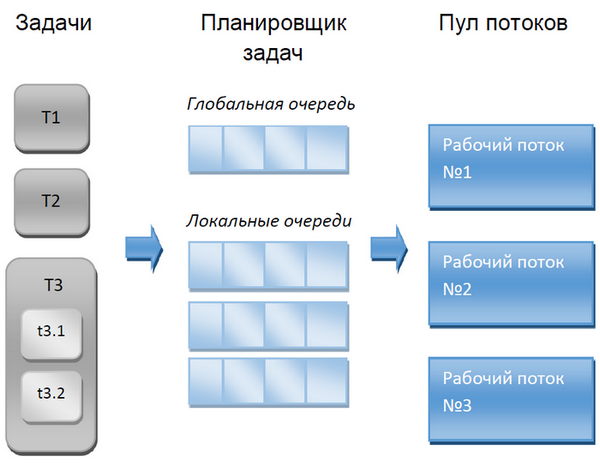 Задачи
Планировщик
задач
Пул потоков
T1
T2
T3
t3.1
t3.2
Глобальная очередь
Локальные очереди
Рабочий поток
№1
Рабочий поток
№2
Рабочий поток
№3